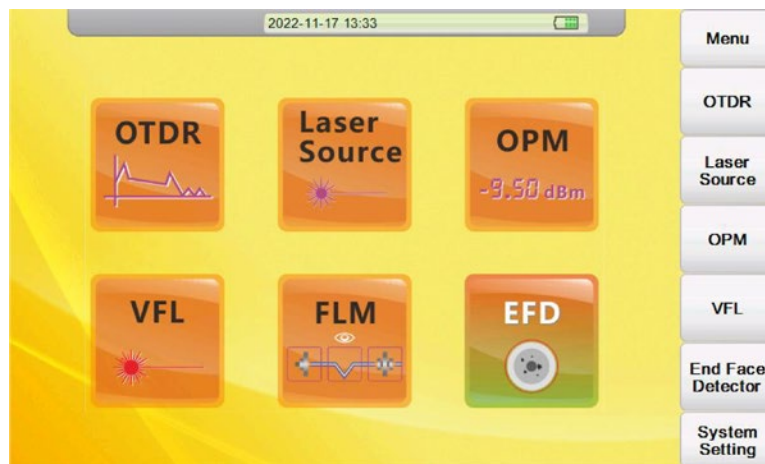 2022-11-17 13:33
Menu
OTDR
Laser
Source
OPM
-9.50 dBm
VFL
FLM
EFD
OTDR
Laser
Source
OPM
VFL
End Face
Detector
System
Setting